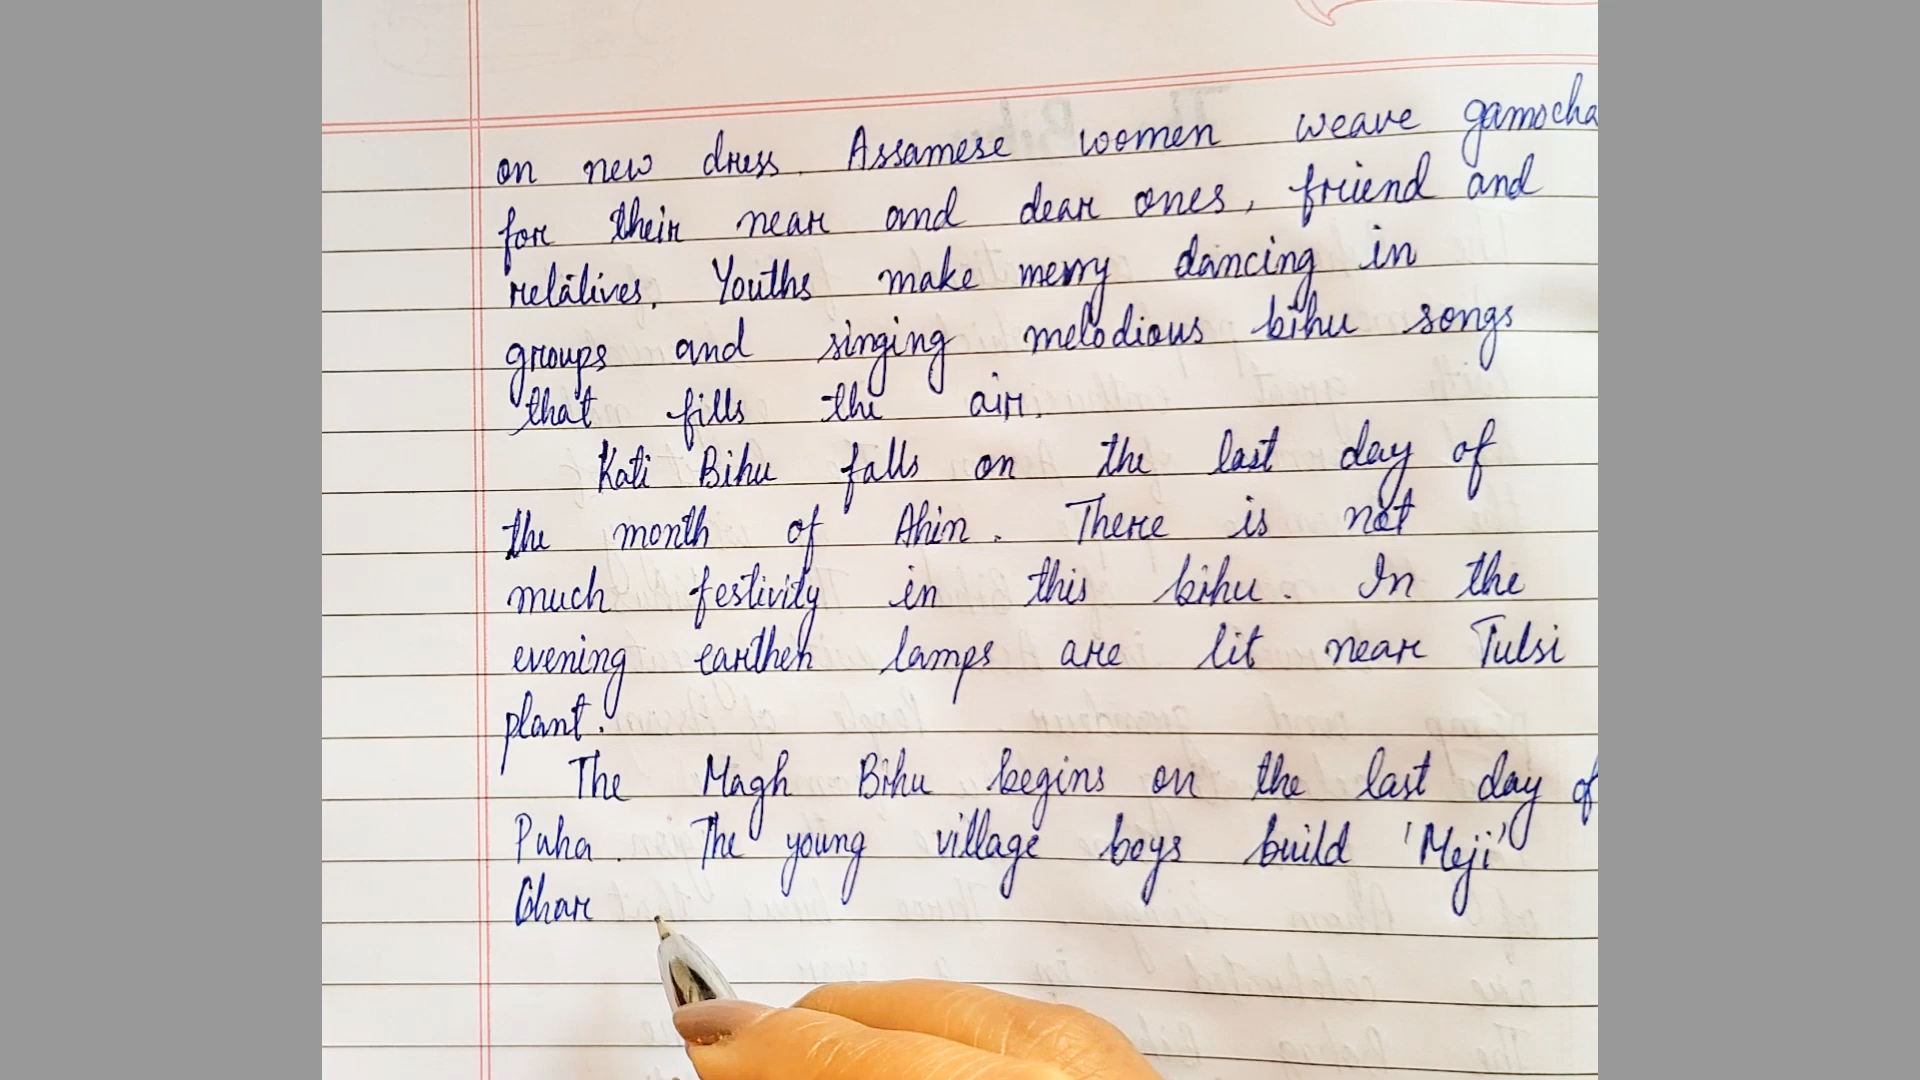 on new dress. Assamese women weave gamocha
for their near and dear ones, friend and
relatives. Youths make merry dancing in
groups and singing melodious bihu songs
that fills the air.
Kati Bihu falls on the last day of
the month of Ahin. There is not
much festivity in this bihu. In the
evening earthen lamps are lit near Tulsi
plant.
The Magh Bihu begins on the last day of
Puha. The young village boys build 'Meji'
Ghar